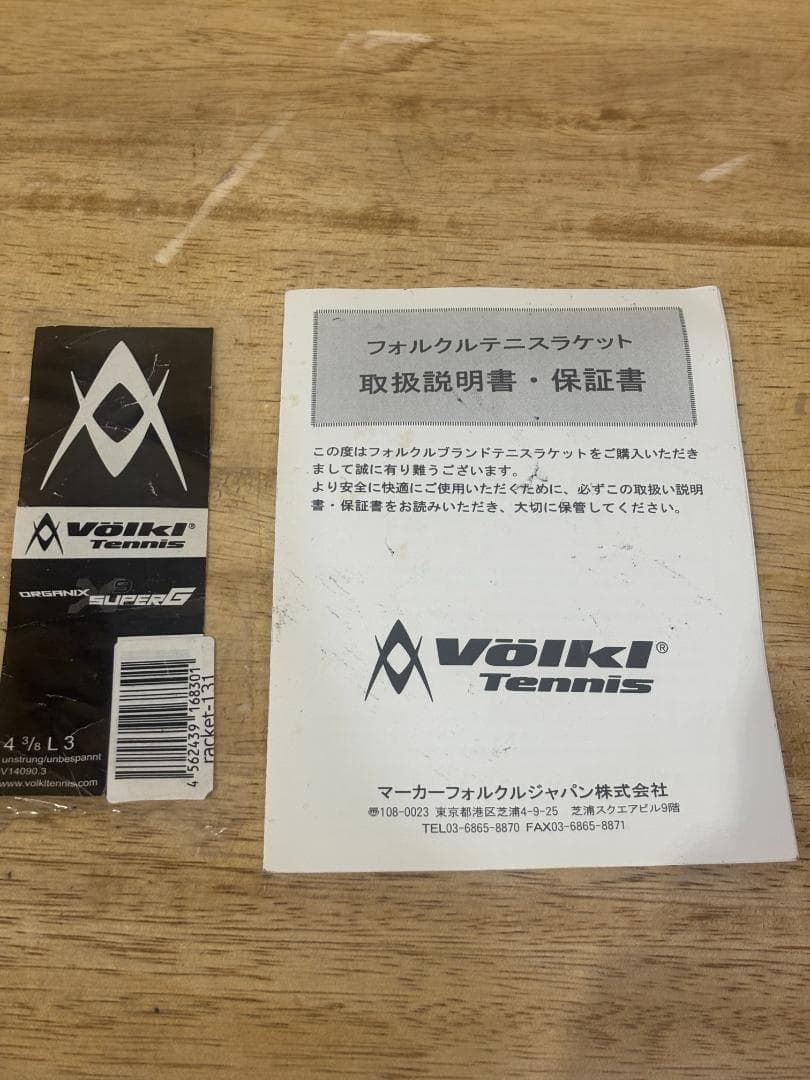 Völkl®
Tennis
ORGANIX SUPERG
4 3/8 L 3
unstrung/unbespannt
V14090.3
www.volkltennis.com
4 562439 168301
racket-131
フォルクルテニスラケット
取扱説明書・保証書
この度はフォルクルブランドテニスラケットをご購入いただき
まして誠に有り難うございます。
より安全に快適にご使用いただくために、必ずこの取扱い説明
書・保証書をお読みいただき、大切に保管してください。
Völkl®
Tennis
マーカーフォルクルジャパン株式会社
〠108-0023 東京都港区芝浦4-9-25 芝浦スクエアビル9階
TEL03-6865-8870 FAX03-6865-8871